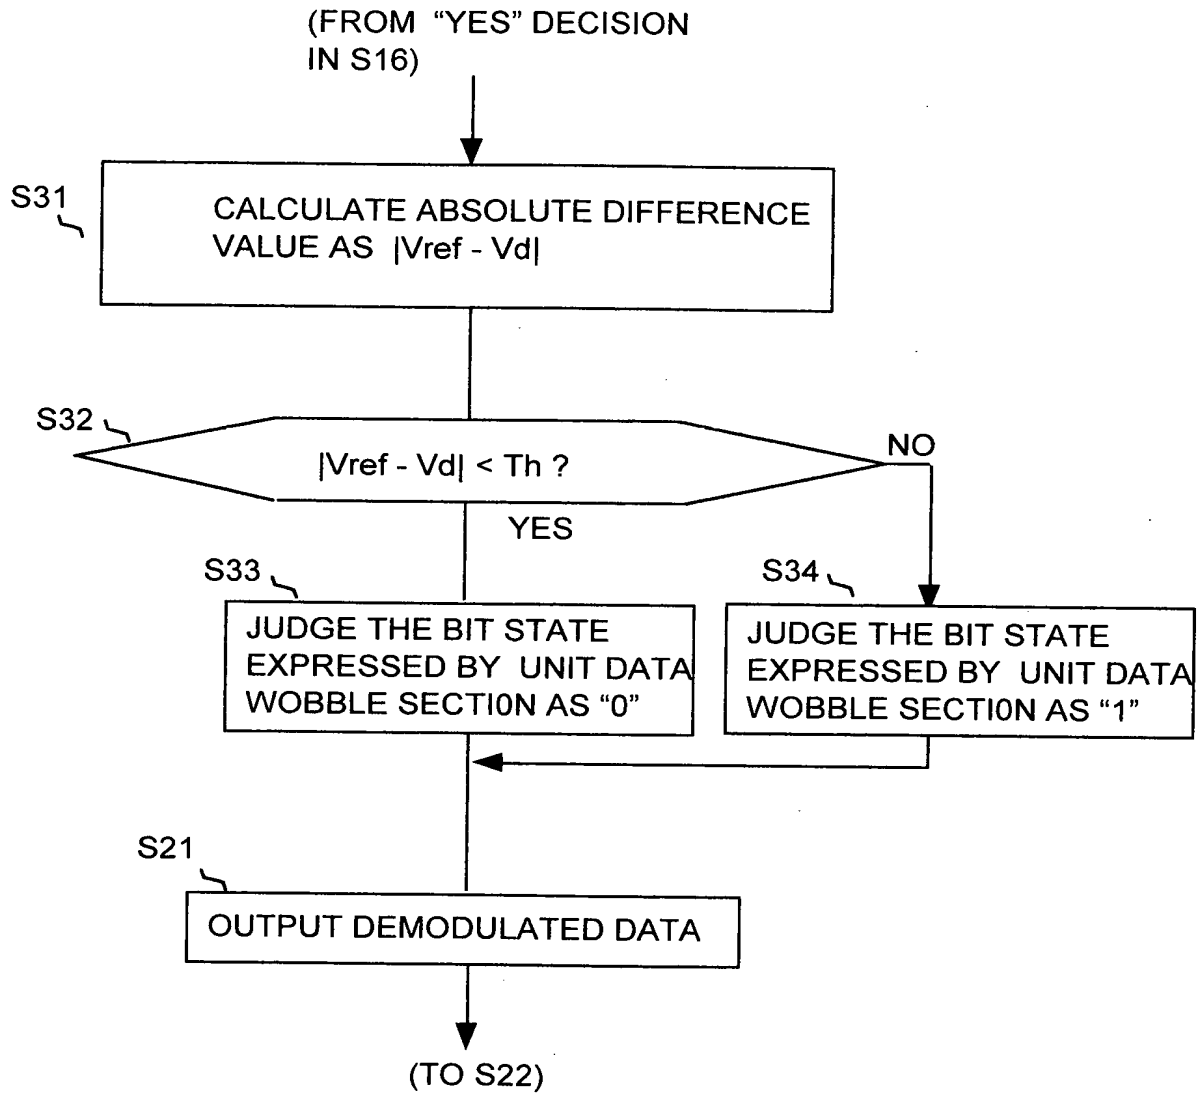 (FROM “YES” DECISION
IN S16)
S31
CALCULATE ABSOLUTE DIFFERENCE
VALUE AS |Vref - Vd|
S32
|Vref - Vd| < Th ?
NO
YES
S33
JUDGE THE BIT STATE
EXPRESSED BY UNIT DATA
WOBBLE SECTI0N AS “0”
S34
JUDGE THE BIT STATE
EXPRESSED BY UNIT DATA
WOBBLE SECTI0N AS “1”
S21
OUTPUT DEMODULATED DATA
(TO S22)